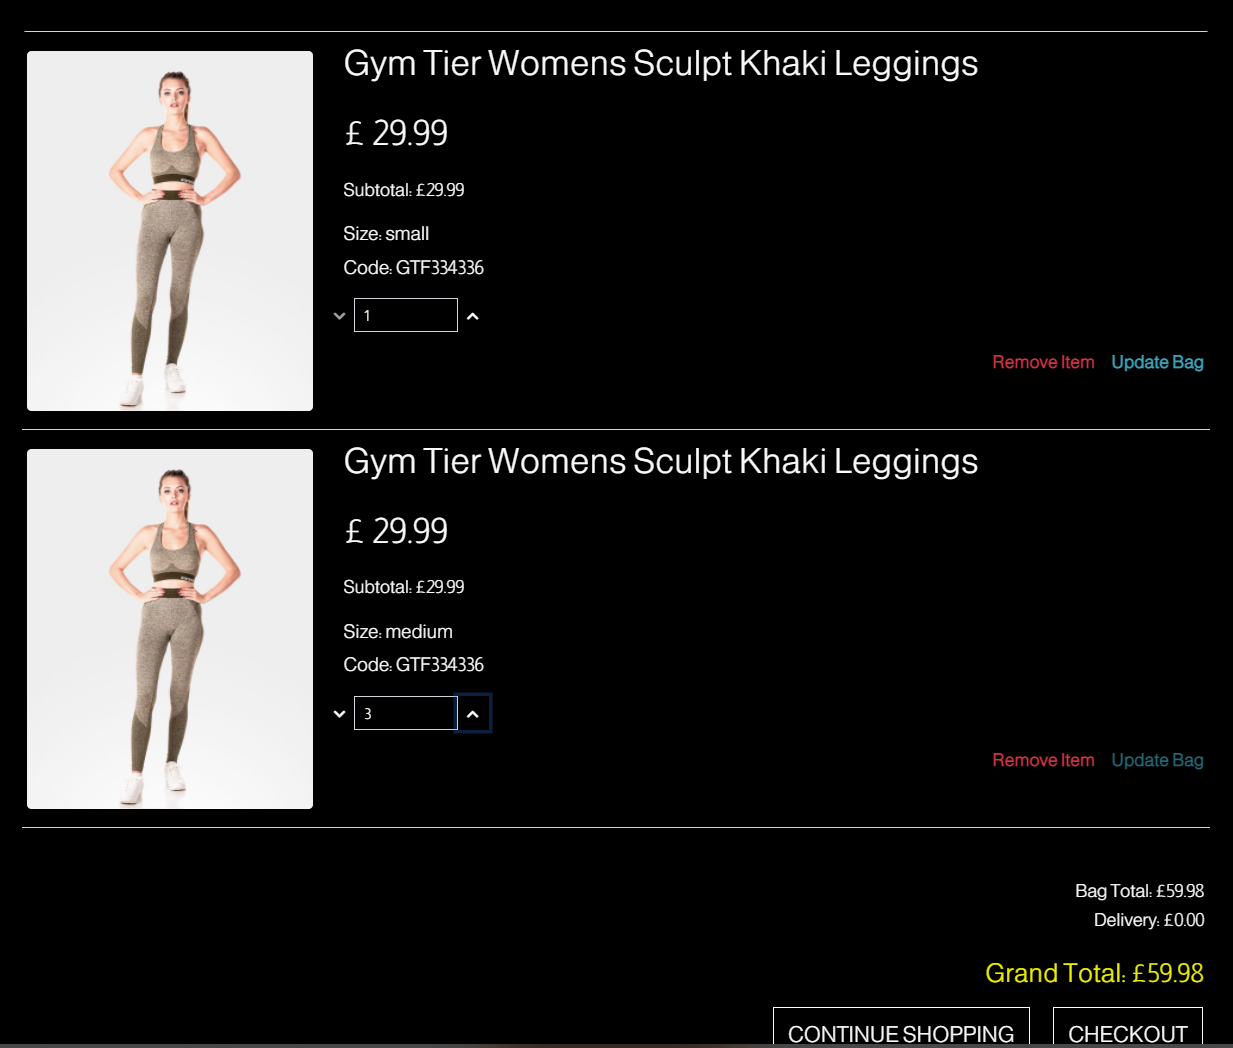 Gym Tier Womens Sculpt Khaki Leggings
£ 29.99
Subtotal: £29.99
Size: small
Code: GTF334336
1
Remove Item Update Bag
Gym Tier Womens Sculpt Khaki Leggings
£ 29.99
Subtotal: £29.99
Size: medium
Code: GTF334336
3
Remove Item Update Bag
Bag Total: £59.98
Delivery: £0.00
Grand Total: £59.98
CONTINUE SHOPPING CHECKOUT